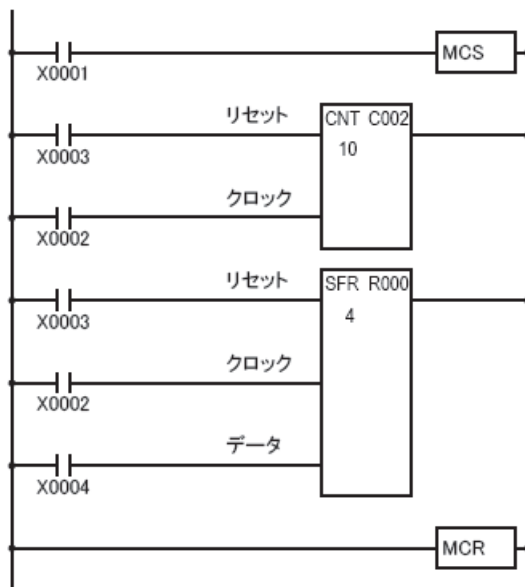 MCS
X0001
リセット
CNT C002
X0003
10
クロック
X0002
リセット
SFR R000
X0003
4
クロック
X0002
データ
X0004
MCR